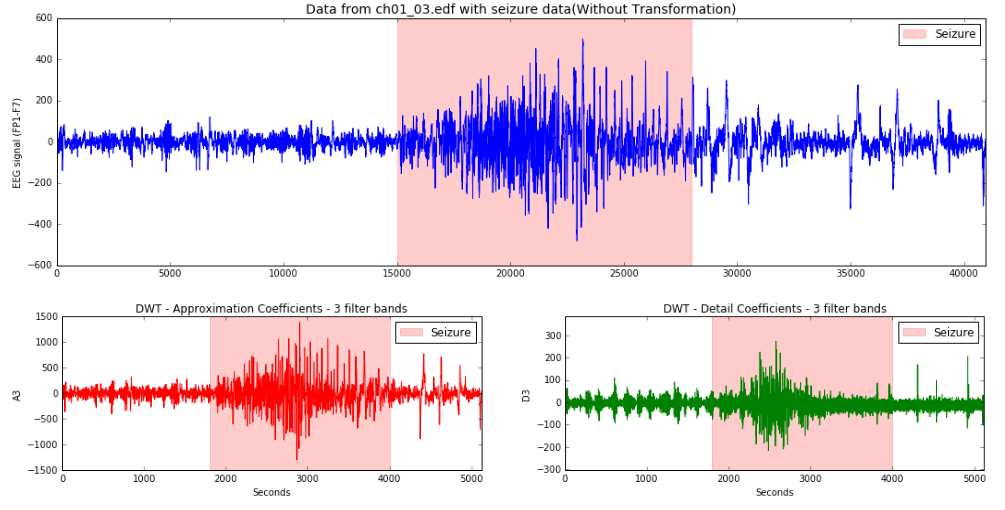 Data from ch01_03.edf with seizure data(Without Transformation)
600
400
200
0
−200
−400
−600
EEG signal (FP1-F7)
Seizure
0 5000 10000 15000 20000 25000 30000 35000 40000
DWT - Approximation Coefficients - 3 filter bands
1500
1000
500
0
−500
−1000
−1500
A3
Seizure
0 1000 2000 3000 4000 5000
Seconds
DWT - Detail Coefficients - 3 filter bands
300
200
100
0
−100
−200
−300
D3
Seizure
0 1000 2000 3000 4000 5000
Seconds